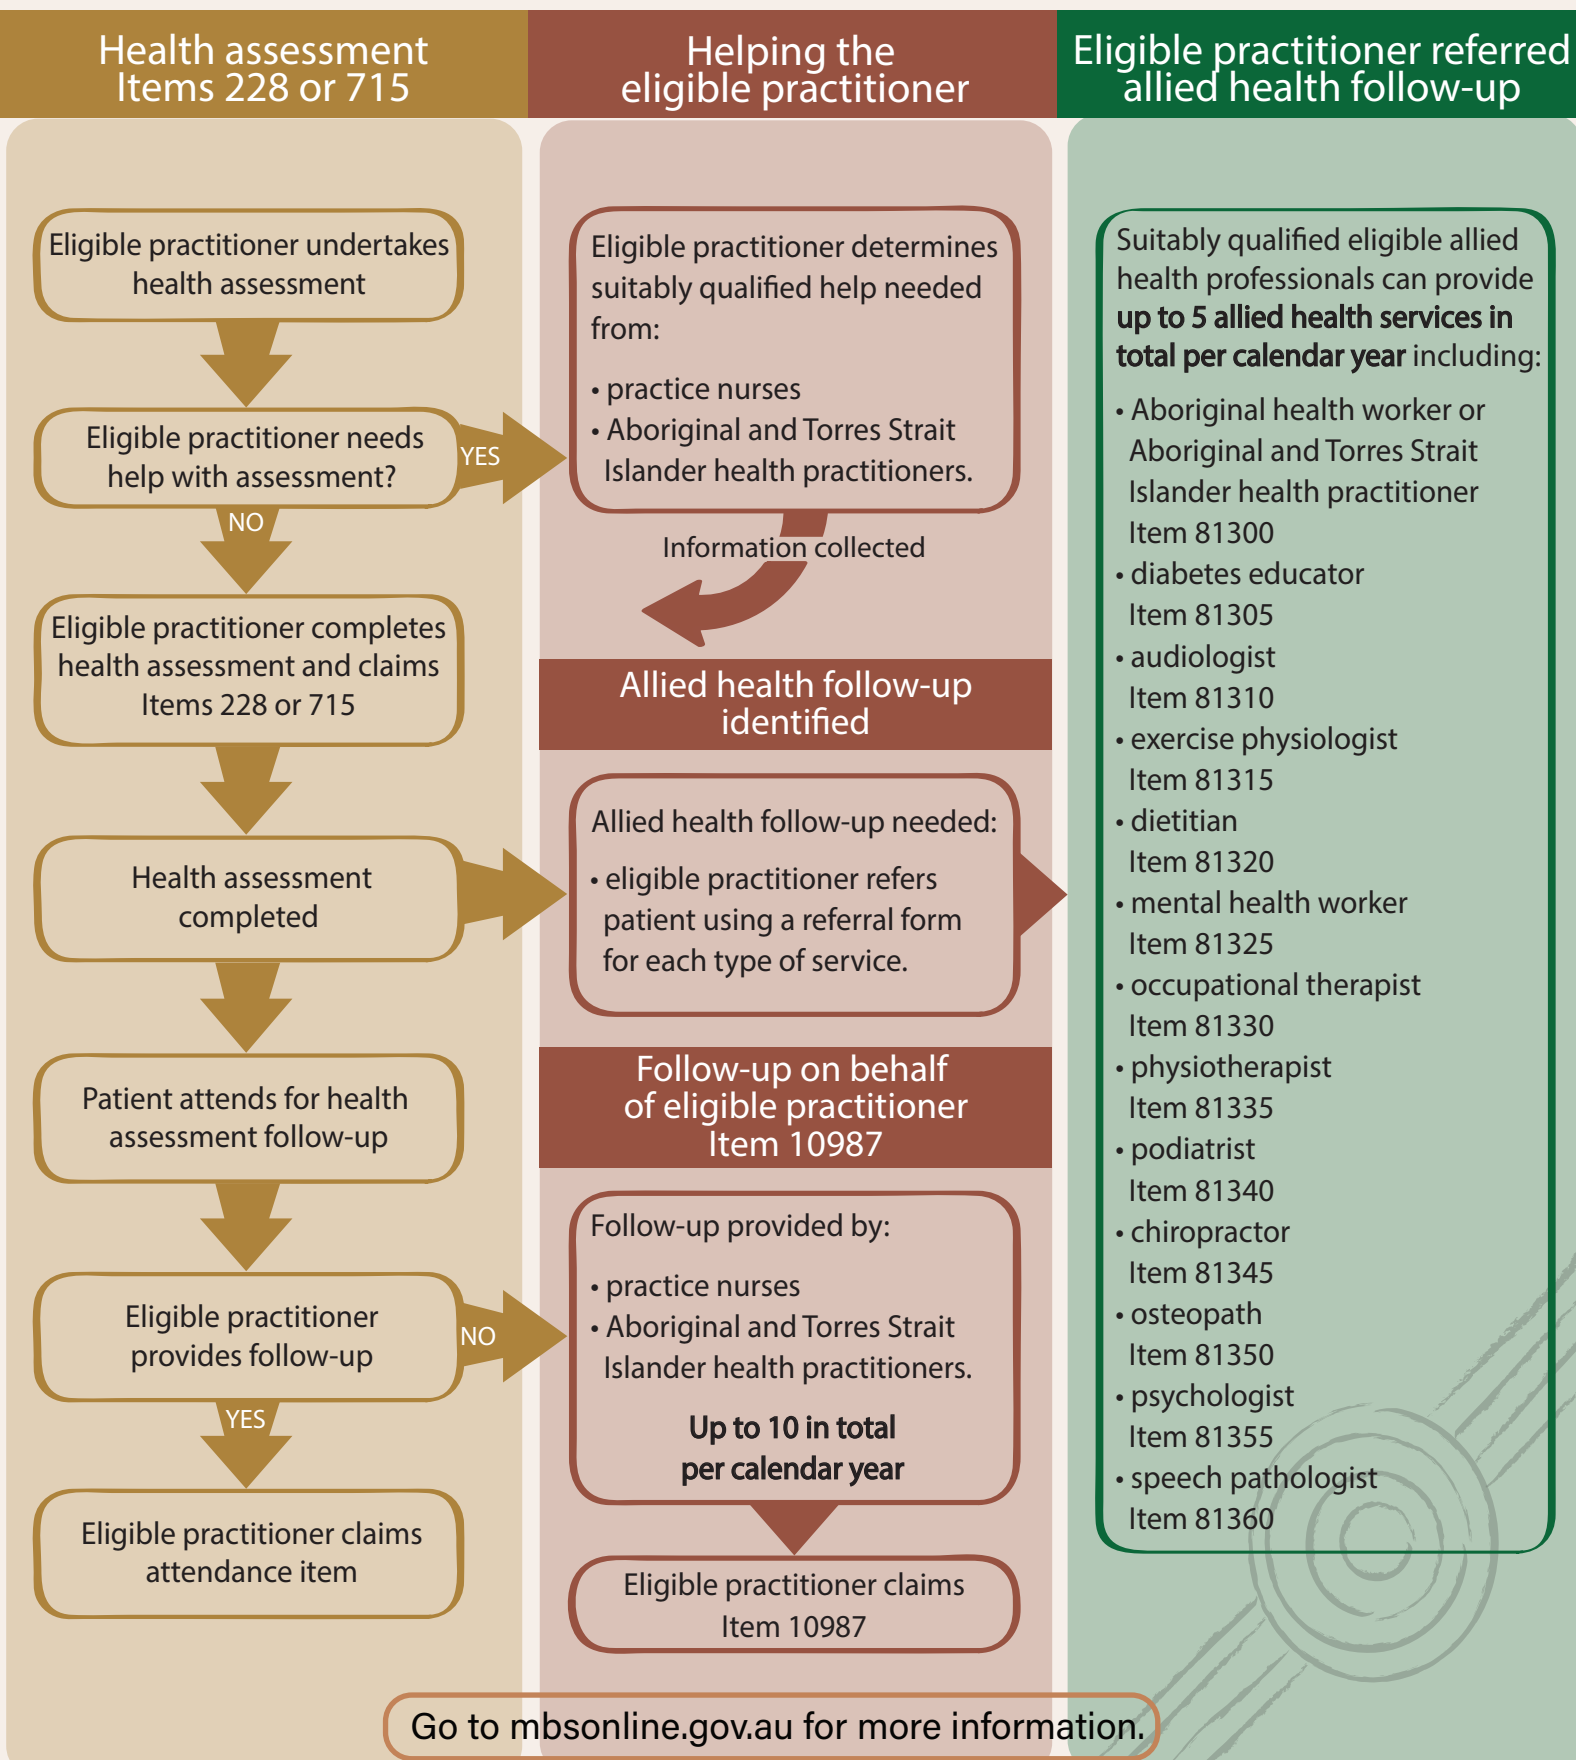 Health assessment
Items 228 or 715
Eligible practitioner undertakes
health assessment
Eligible practitioner needs
help with assessment?
YES
NO
Eligible practitioner completes
health assessment and claims
Items 228 or 715
Health assessment
completed
Patient attends for health
assessment follow-up
Eligible practitioner
provides follow-up
NO
YES
Eligible practitioner claims
attendance item
Helping the
eligible practitioner
Eligible practitioner determines
suitably qualified help needed
from:
• practice nurses
• Aboriginal and Torres Strait
Islander health practitioners.
Information collected
Allied health follow-up
identified
Allied health follow-up needed:
• eligible practitioner refers
patient using a referral form
for each type of service.
Follow-up on behalf
of eligible practitioner
Item 10987
Follow-up provided by:
• practice nurses
• Aboriginal and Torres Strait
Islander health practitioners.
Up to 10 in total
per calendar year
Eligible practitioner claims
Item 10987
Eligible practitioner referred
allied health follow-up
Suitably qualified eligible allied
health professionals can provide
up to 5 allied health services in
total per calendar year including:
• Aboriginal health worker or
Aboriginal and Torres Strait
Islander health practitioner
Item 81300
• diabetes educator
Item 81305
• audiologist
Item 81310
• exercise physiologist
Item 81315
• dietitian
Item 81320
• mental health worker
Item 81325
• occupational therapist
Item 81330
• physiotherapist
Item 81335
• podiatrist
Item 81340
• chiropractor
Item 81345
• osteopath
Item 81350
• psychologist
Item 81355
• speech pathologist
Item 81360
Go to mbsonline.gov.au for more information.